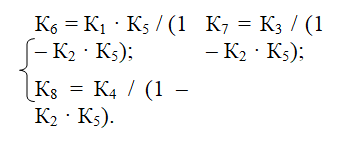 К₆ = К₁ · К₅ / (1 – К₂ · К₅);
К₇ = К₃ / (1 – К₂ · К₅);
К₈ = К₄ / (1 – К₂ · К₅).